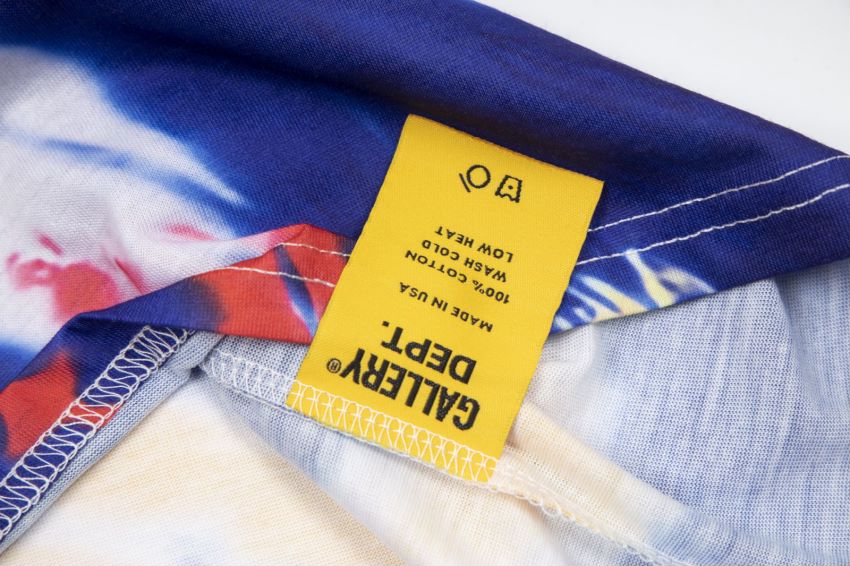 GALLERY®
DEPT.
MADE IN USA
100% COTTON
WASH COLD
LOW HEAT